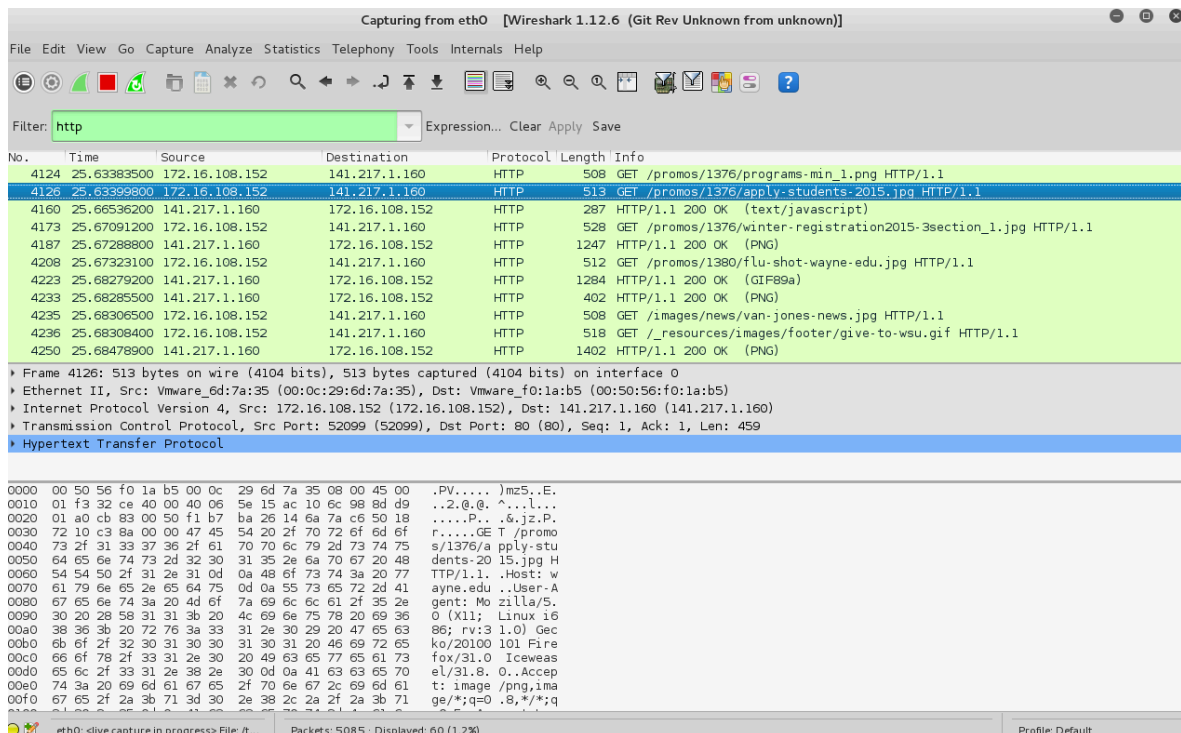 Capturing from eth0 [Wireshark 1.12.6 (Git Rev Unknown from unknown)]
File Edit View Go Capture Analyze Statistics Telephony Tools Internals Help
Filter: http Expression... Clear Apply Save
No. Time Source Destination Protocol Length Info
4124 25.63383500 172.16.108.152 141.217.1.160 HTTP 508 GET /promos/1376/programs-min_1.png HTTP/1.1
4126 25.63399800 172.16.108.152 141.217.1.160 HTTP 513 GET /promos/1376/apply-students-2015.jpg HTTP/1.1
4160 25.66536200 141.217.1.160 172.16.108.152 HTTP 287 HTTP/1.1 200 OK (text/javascript)
4173 25.67091200 172.16.108.152 141.217.1.160 HTTP 528 GET /promos/1376/winter-registration2015-3section_1.jpg HTTP/1.1
4187 25.67288800 141.217.1.160 172.16.108.152 HTTP 1247 HTTP/1.1 200 OK (PNG)
4208 25.67323100 172.16.108.152 141.217.1.160 HTTP 512 GET /promos/1380/flu-shot-wayne-edu.jpg HTTP/1.1
4223 25.68279200 141.217.1.160 172.16.108.152 HTTP 1284 HTTP/1.1 200 OK (GIF89a)
4233 25.68285500 141.217.1.160 172.16.108.152 HTTP 402 HTTP/1.1 200 OK (PNG)
4235 25.68306500 172.16.108.152 141.217.1.160 HTTP 508 GET /images/news/van-jones-news.jpg HTTP/1.1
4236 25.68308400 172.16.108.152 141.217.1.160 HTTP 518 GET /_resources/images/footer/give-to-wsu.gif HTTP/1.1
4250 25.68478900 141.217.1.160 172.16.108.152 HTTP 1402 HTTP/1.1 200 OK (PNG)
Frame 4126: 513 bytes on wire (4104 bits), 513 bytes captured (4104 bits) on interface 0
Ethernet II, Src: Vmware_6d:7a:35 (00:0c:29:6d:7a:35), Dst: Vmware_f0:1a:b5 (00:50:56:f0:1a:b5)
Internet Protocol Version 4, Src: 172.16.108.152 (172.16.108.152), Dst: 141.217.1.160 (141.217.1.160)
Transmission Control Protocol, Src Port: 52099 (52099), Dst Port: 80 (80), Seq: 1, Ack: 1, Len: 459
Hypertext Transfer Protocol
0000 00 50 56 f0 1a b5 00 0c 29 6d 7a 35 08 00 45 00 .PV..... )mz5..E.
0010 01 f3 32 ce 40 00 40 06 5e 15 ac 10 6c 98 8d d9 ..2.@.@. ^...l...
0020 01 a0 cb 83 00 50 f1 b7 ba 26 14 6a 7a c6 50 18 .....P.. .&.jz.P.
0030 72 10 c3 8a 00 00 47 45 54 20 2f 70 72 6f 6d 6f r.....GE T /promo
0040 73 2f 31 33 37 36 2f 61 70 70 6c 79 2d 73 74 75 s/1376/a pply-stu
0050 64 65 6e 74 73 2d 32 30 31 35 2e 6a 70 67 20 48 dents-20 15.jpg H
0060 54 54 50 2f 31 2e 31 0d 0a 48 6f 73 74 3a 20 77 TTP/1.1. .Host: w
0070 61 79 6e 65 2e 65 64 75 0d 0a 55 73 65 72 2d 41 ayne.edu ..User-A
0080 67 65 6e 74 3a 20 4d 6f 7a 69 6c 6c 61 2f 35 2e gent: Mo zilla/5.
0090 30 20 28 58 31 31 3b 20 4c 69 6e 75 78 20 69 36 0 (X11; Linux i6
00a0 38 36 3b 20 72 76 3a 33 31 2e 30 29 20 47 65 63 86; rv:3 1.0) Gec
00b0 6b 6f 2f 32 30 31 30 30 31 30 31 20 46 69 72 65 ko/20100 101 Fire
00c0 66 6f 78 2f 33 31 2e 30 20 49 63 65 77 65 61 73 fox/31.0 Iceweas
00d0 65 6c 2f 33 31 2e 38 2e 30 0d 0a 41 63 63 65 70 el/31.8. 0..Accep
00e0 74 3a 20 69 6d 61 67 65 2f 70 6e 67 2c 69 6d 61 t: image /png,ima
00f0 67 65 2f 2a 3b 71 3d 30 2e 38 2c 2a 2f 2a 3b 71 ge/*;q=0 .8,*/*;q
eth0: <live capture in progress> File: /t... Packets: 5085 · Displayed: 60 (1.2%) Profile: Default